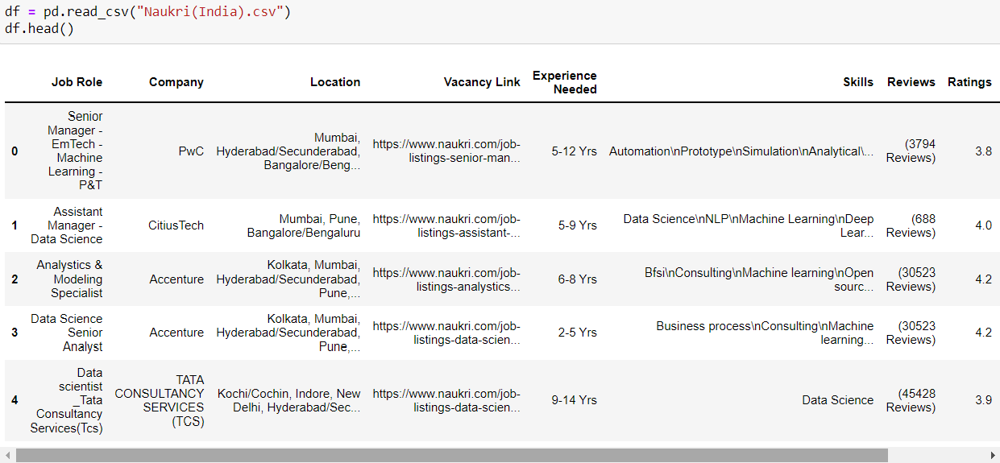 df = pd.read_csv("Naukri(India).csv")
df.head()
Job Role Company Location Vacancy Link Experience Needed Skills Reviews Ratings
0 Senior Manager - EmTech - Machine Learning - P&T PwC Mumbai, Hyderabad/Secunderabad, Bangalore/Beng... https://www.naukri.com/job-listings-senior-man... 5-12 Yrs Automation\nPrototype\nSimulation\nAnalytical\... (3794 Reviews) 3.8
1 Assistant Manager - Data Science CitiusTech Mumbai, Pune, Bangalore/Bengaluru https://www.naukri.com/job-listings-assistant-... 5-9 Yrs Data Science\nNLP\nMachine Learning\nDeep Lear... (688 Reviews) 4.0
2 Analystics & Modeling Specialist Accenture Kolkata, Mumbai, Hyderabad/Secunderabad, Pune,... https://www.naukri.com/job-listings-analystics... 6-8 Yrs Bfsi\nConsulting\nMachine learning\nOpen sourc... (30523 Reviews) 4.2
3 Data Science Senior Analyst Accenture Kolkata, Mumbai, Hyderabad/Secunderabad, Pune,... https://www.naukri.com/job-listings-data-scien... 2-5 Yrs Business process\nConsulting\nMachine learning... (30523 Reviews) 4.2
4 Data scientist _Tata Consultancy Services(Tcs) TATA CONSULTANCY SERVICES (TCS) Kochi/Cochin, Indore, New Delhi, Hyderabad/Sec... https://www.naukri.com/job-listings-data-scien... 9-14 Yrs Data Science (45428 Reviews) 3.9